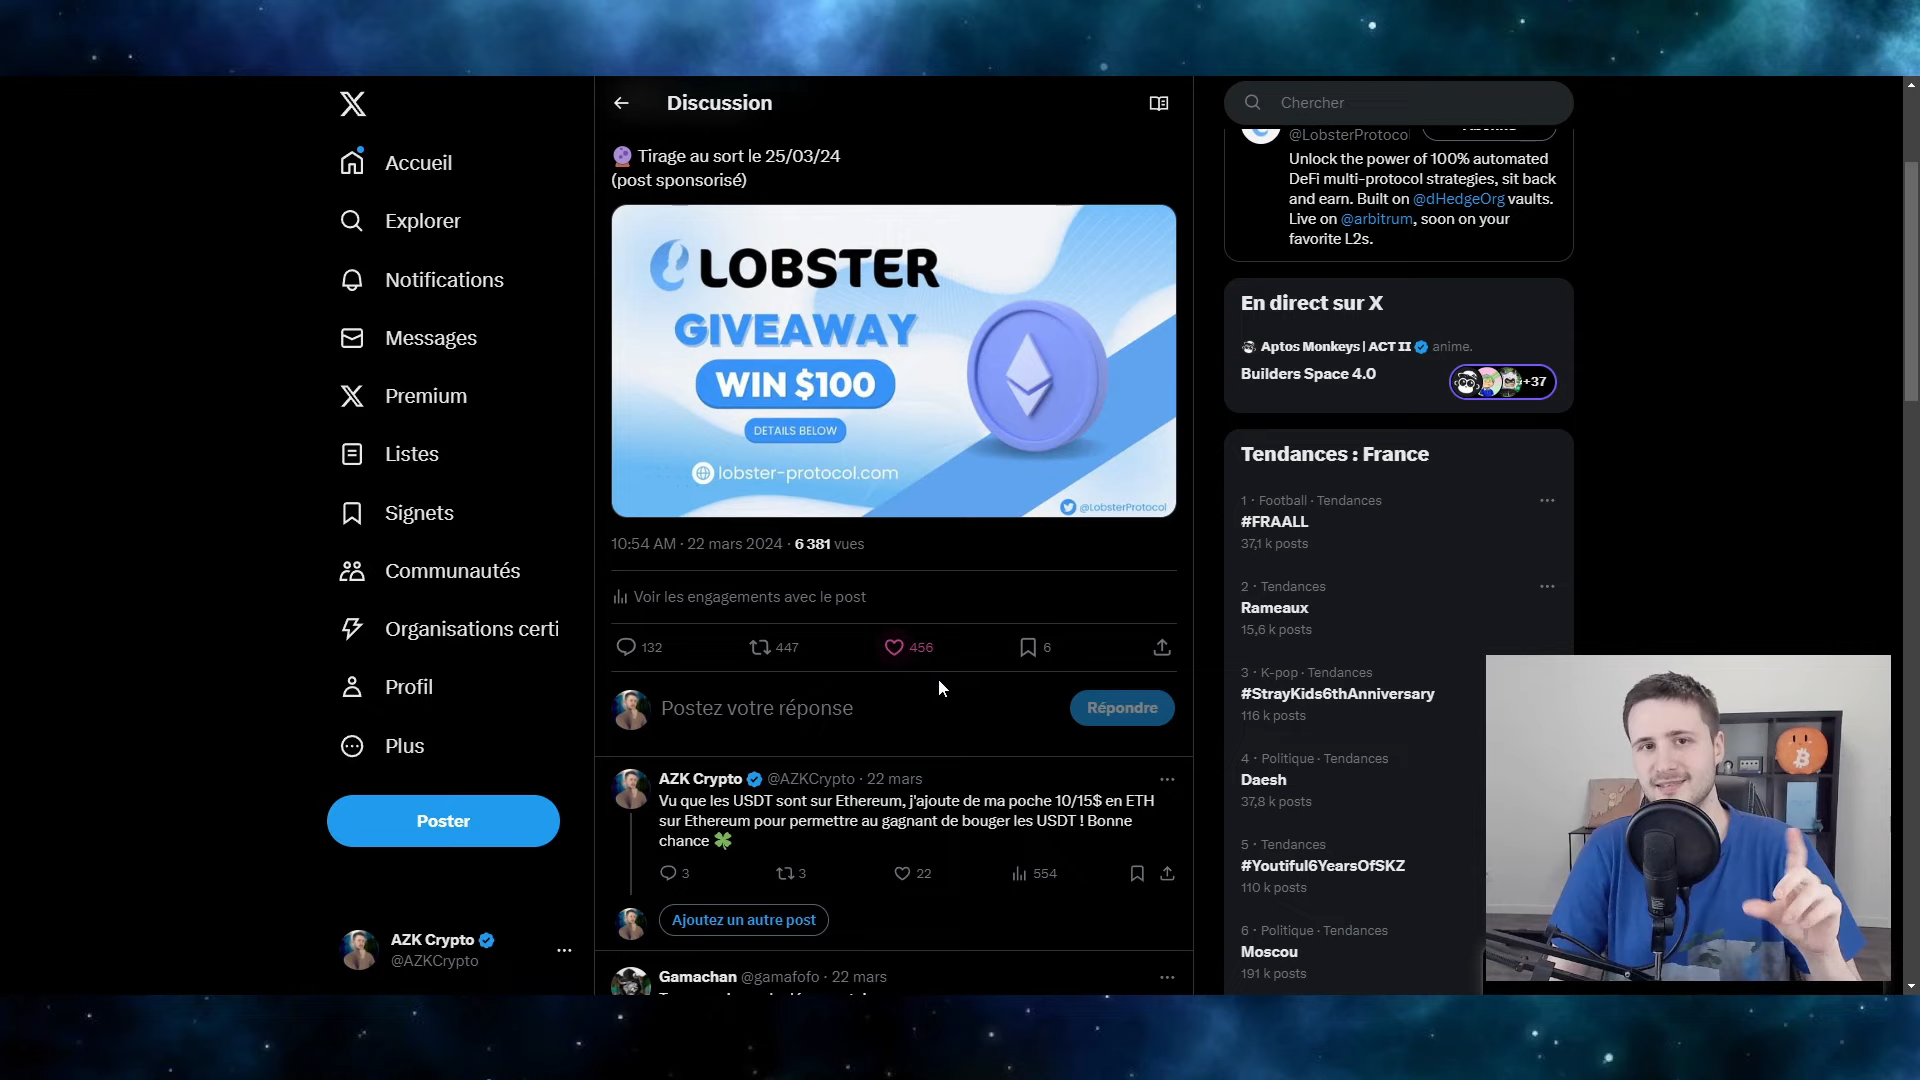 Accueil
Explorer
Notifications
Messages
Premium
Listes
Signets
Communautés
Organisations certi
Profil
Plus
Poster
AZK Crypto
@AZKCrypto
Discussion
Tirage au sort le 25/03/24
(post sponsorisé)
LOBSTER
GIVEAWAY
WIN $100
DETAILS BELOW
lobster-protocol.com
@LobsterProtocol
10:54 AM · 22 mars 2024 · 6 381 vues
Voir les engagements avec le post
132 447 456 6
Postez votre réponse
Répondre
AZK Crypto @AZKCrypto · 22 mars
Vu que les USDT sont sur Ethereum, j'ajoute de ma poche 10/15$ en ETH
sur Ethereum pour permettre au gagnant de bouger les USDT ! Bonne
chance
3 3 22 554
Ajoutez un autre post
Gamachan @gamafofo · 22 mars
Chercher
@LobsterProtocol
Unlock the power of 100% automated
DeFi multi-protocol strategies, sit back
and earn. Built on @dHedgeOrg vaults.
Live on @arbitrum, soon on your
favorite L2s.
En direct sur X
Aptos Monkeys | ACT II anime.
Builders Space 4.0
+37
Tendances : France
1 · Football · Tendances
#FRAALL
37,1 k posts
2 · Tendances
Rameaux
15,6 k posts
3 · K-pop · Tendances
#StrayKids6thAnniversary
116 k posts
4 · Politique · Tendances
Daesh
37,8 k posts
5 · Tendances
#Youtiful6YearsOfSKZ
110 k posts
6 · Politique · Tendances
Moscou
191 k posts